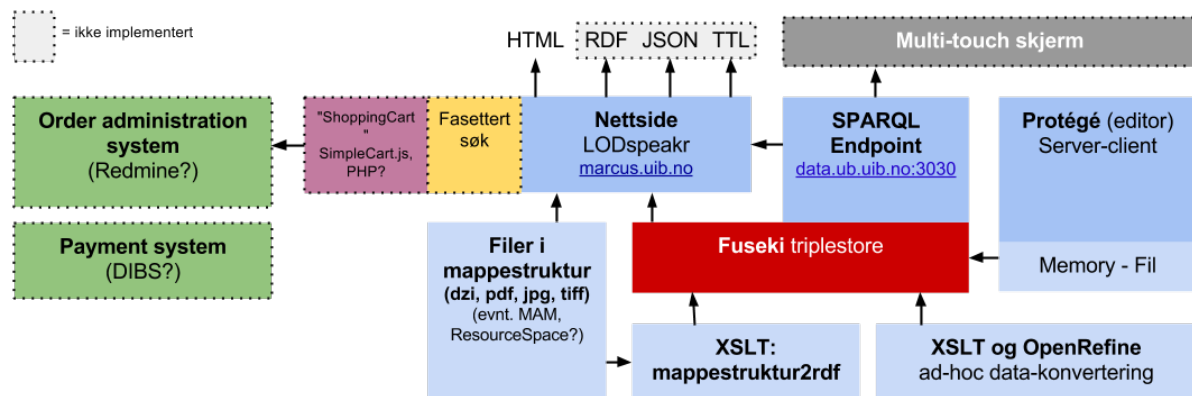 = ikke implementert
HTML RDF JSON TTL
Multi-touch skjerm
Order administration
system
(Redmine?)
"ShoppingCart
"
SimpleCart.js,
PHP?
Fasettert
søk
Nettside
LODspeakr
marcus.uib.no
SPARQL
Endpoint
data.ub.uib.no:3030
Protégé (editor)
Server-client
Payment system
(DIBS?)
Filer i
mappestruktur
(dzi, pdf, jpg, tiff)
(evnt. MAM,
ResourceSpace?)
Fuseki triplestore
Memory - Fil
XSLT:
mappestruktur2rdf
XSLT og OpenRefine
ad-hoc data-konvertering